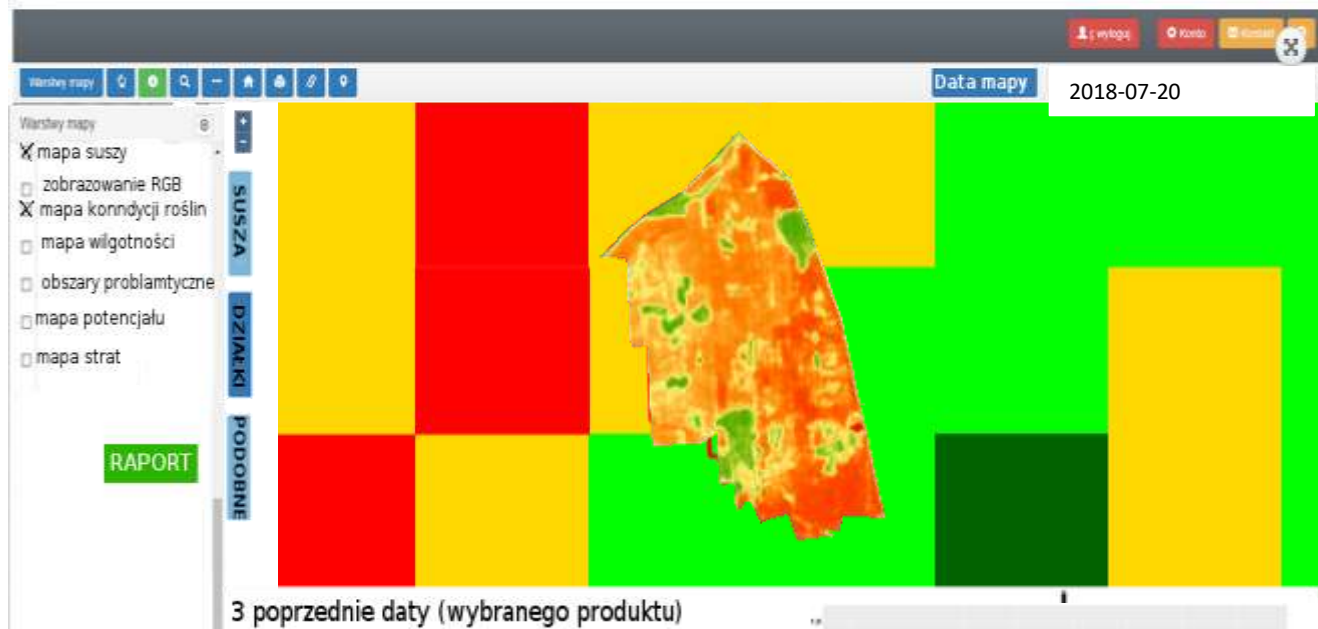 wyloguj
Konto
Kontakt
Warstwy mapy
Data mapy
2018-07-20
Warstwy mapy
mapa suszy
zobrazowanie RGB
mapa konndycji roślin
mapa wilgotności
obszary problamtyczne
mapa potencjału
mapa strat
RAPORT
+
-
SUSZA
DZIAŁKI
PODOBNE
3 poprzednie daty (wybranego produktu)